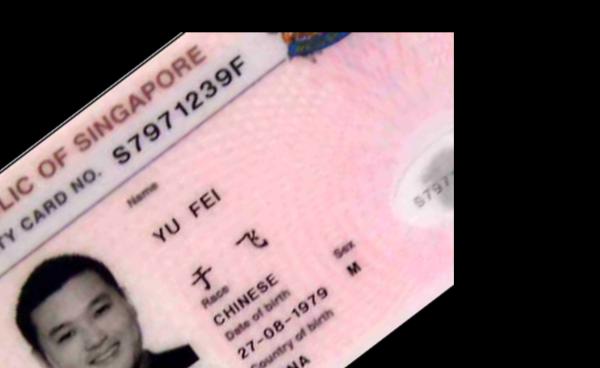 LIC OF SINGAPORE
TY CARD NO. S7971239F
Name
YU FEI
于 飞
Race
CHINESE
Sex
M
Date of birth
27-08-1979
Country of birth
NA
S797